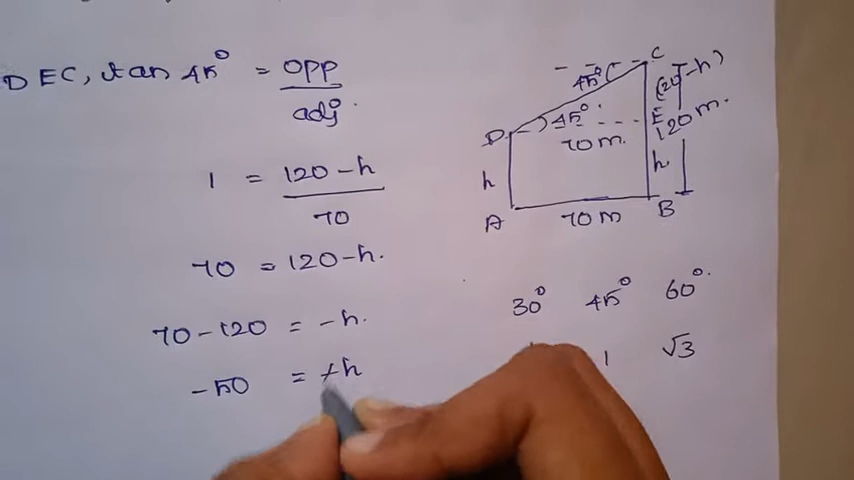 DEC, tan 45° = opp
adj
1 = 120 - h
70
70 = 120 - h.
70 - 120 = -h.
-50 = -h
C
45°
(120 - h)
D 45° E 120 m.
70 m.
h h
A 70 m B
30° 45° 60°
1 √3